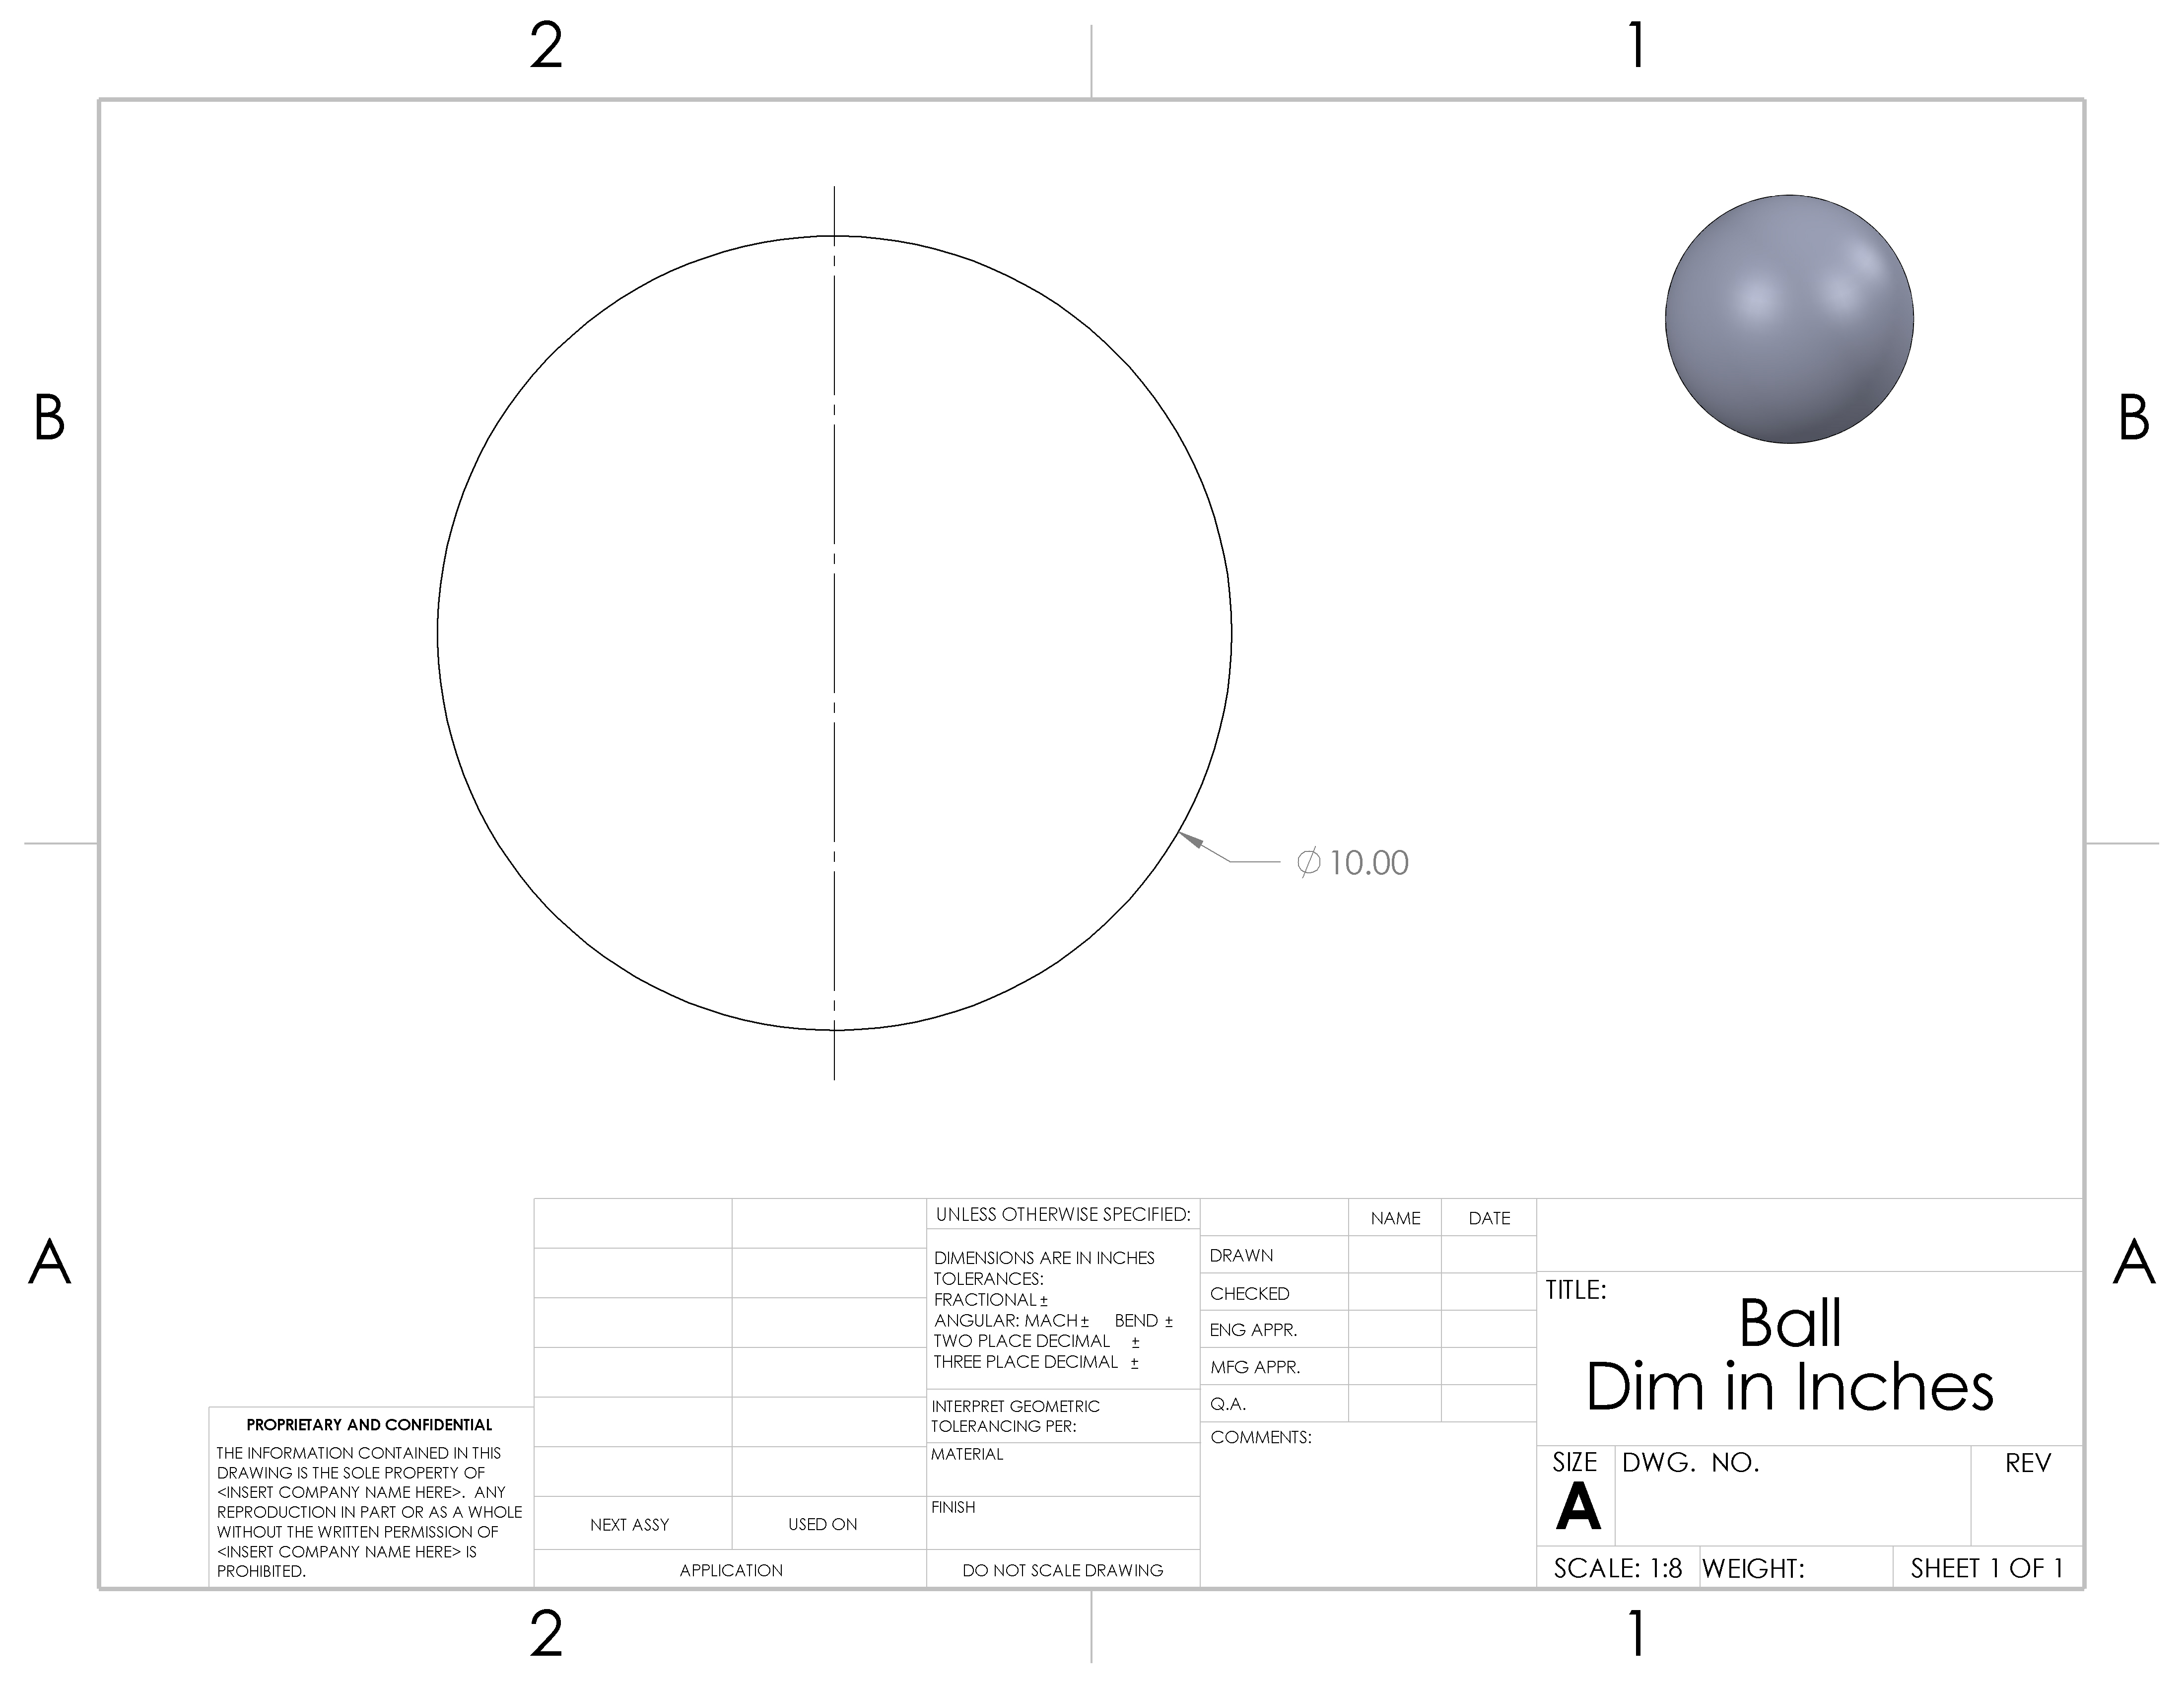 2
1
B
B
⌀ 10.00
A
A
UNLESS OTHERWISE SPECIFIED:
DIMENSIONS ARE IN INCHES
TOLERANCES:
FRACTIONAL ±
ANGULAR: MACH ± BEND ±
TWO PLACE DECIMAL ±
THREE PLACE DECIMAL ±
INTERPRET GEOMETRIC
TOLERANCING PER:
MATERIAL
FINISH
DO NOT SCALE DRAWING
NAME DATE
DRAWN
CHECKED
ENG APPR.
MFG APPR.
Q.A.
COMMENTS:
TITLE:
Ball
Dim in Inches
SIZE DWG. NO. REV
A
SCALE: 1:8 WEIGHT: SHEET 1 OF 1
PROPRIETARY AND CONFIDENTIAL
THE INFORMATION CONTAINED IN THIS
DRAWING IS THE SOLE PROPERTY OF
<INSERT COMPANY NAME HERE>. ANY
REPRODUCTION IN PART OR AS A WHOLE
WITHOUT THE WRITTEN PERMISSION OF
<INSERT COMPANY NAME HERE> IS
PROHIBITED.
NEXT ASSY USED ON
APPLICATION
2
1